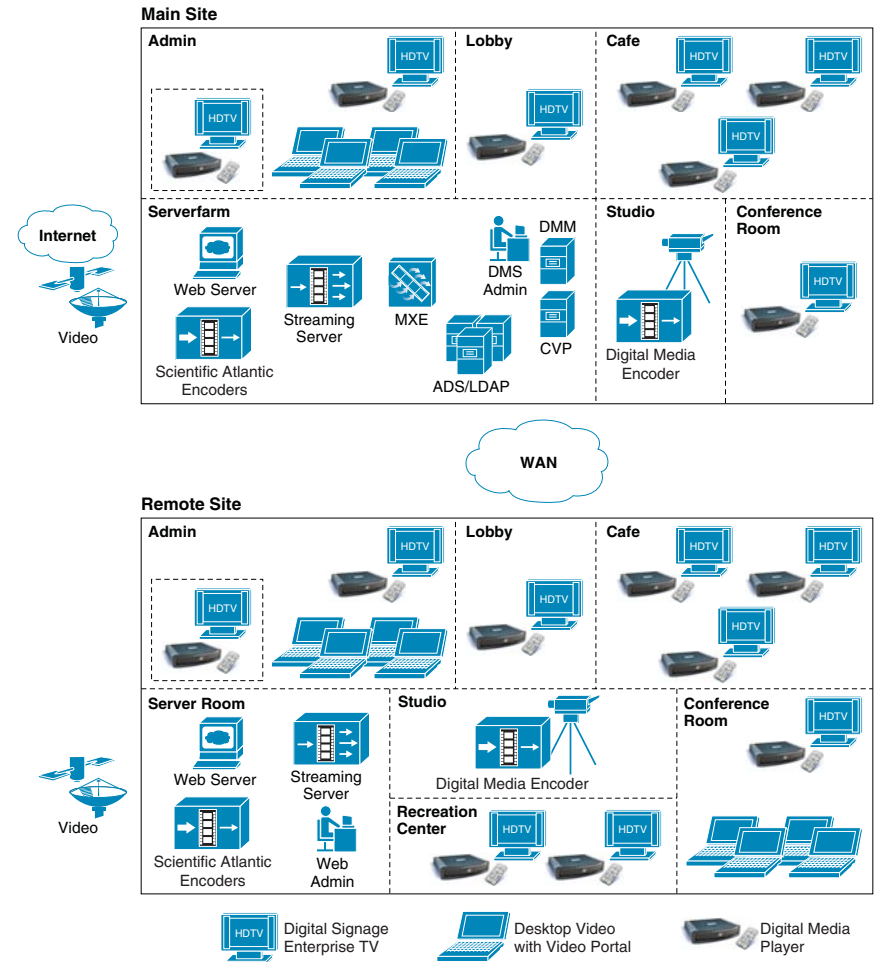 Main Site
Admin
HDTV
HDTV
Lobby
HDTV
Cafe
HDTV
HDTV
HDTV
Internet
Video
Serverfarm
Web Server
Streaming
Server
MXE
DMS
Admin
DMM
CVP
Scientific Atlantic
Encoders
ADS/LDAP
Studio
Digital Media
Encoder
Conference
Room
HDTV
WAN
Remote Site
Admin
HDTV
HDTV
Lobby
HDTV
Cafe
HDTV
HDTV
HDTV
Video
Server Room
Web Server
Streaming
Server
Scientific Atlantic
Encoders
Web
Admin
Studio
Digital Media Encoder
Recreation
Center
HDTV
HDTV
Conference
Room
HDTV
HDTV
Digital Signage
Enterprise TV
Desktop Video
with Video Portal
Digital Media
Player